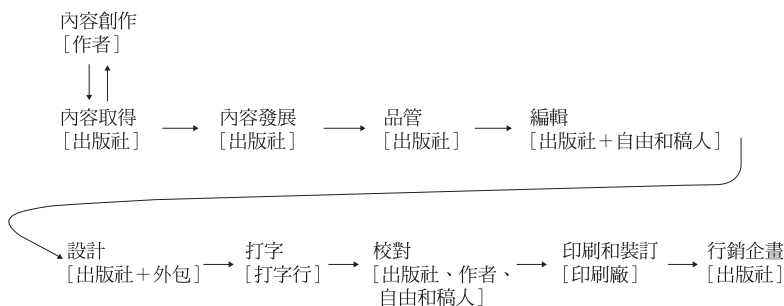 內容創作
[作者]
內容取得
[出版社]
內容發展
[出版社]
品管
[出版社]
編輯
[出版社＋自由和稿人]
設計
[出版社＋外包]
打字
[打字行]
校對
[出版社、作者、
自由和稿人]
印刷和裝訂
[印刷廠]
行銷企畫
[出版社]